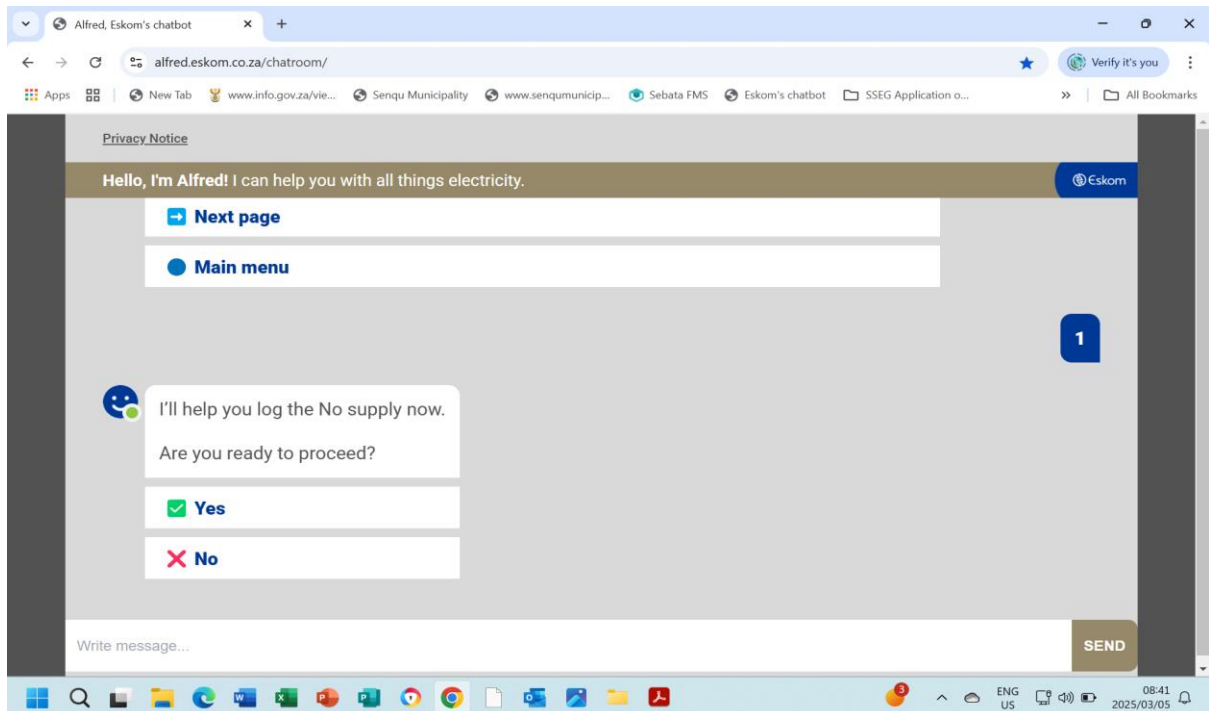 Alfred, Eskom's chatbot
alfred.eskom.co.za/chatroom/
Verify it's you
Apps
New Tab
www.info.gov.za/vie...
Senqu Municipality
www.senqumunicip...
Sebata FMS
Eskom's chatbot
SSEG Application o...
All Bookmarks
Privacy Notice
Hello, I'm Alfred! I can help you with all things electricity.
Eskom
Next page
Main menu
1
I'll help you log the No supply now.
Are you ready to proceed?
Yes
No
Write message...
SEND
3
ENG
US
08:41
2025/03/05